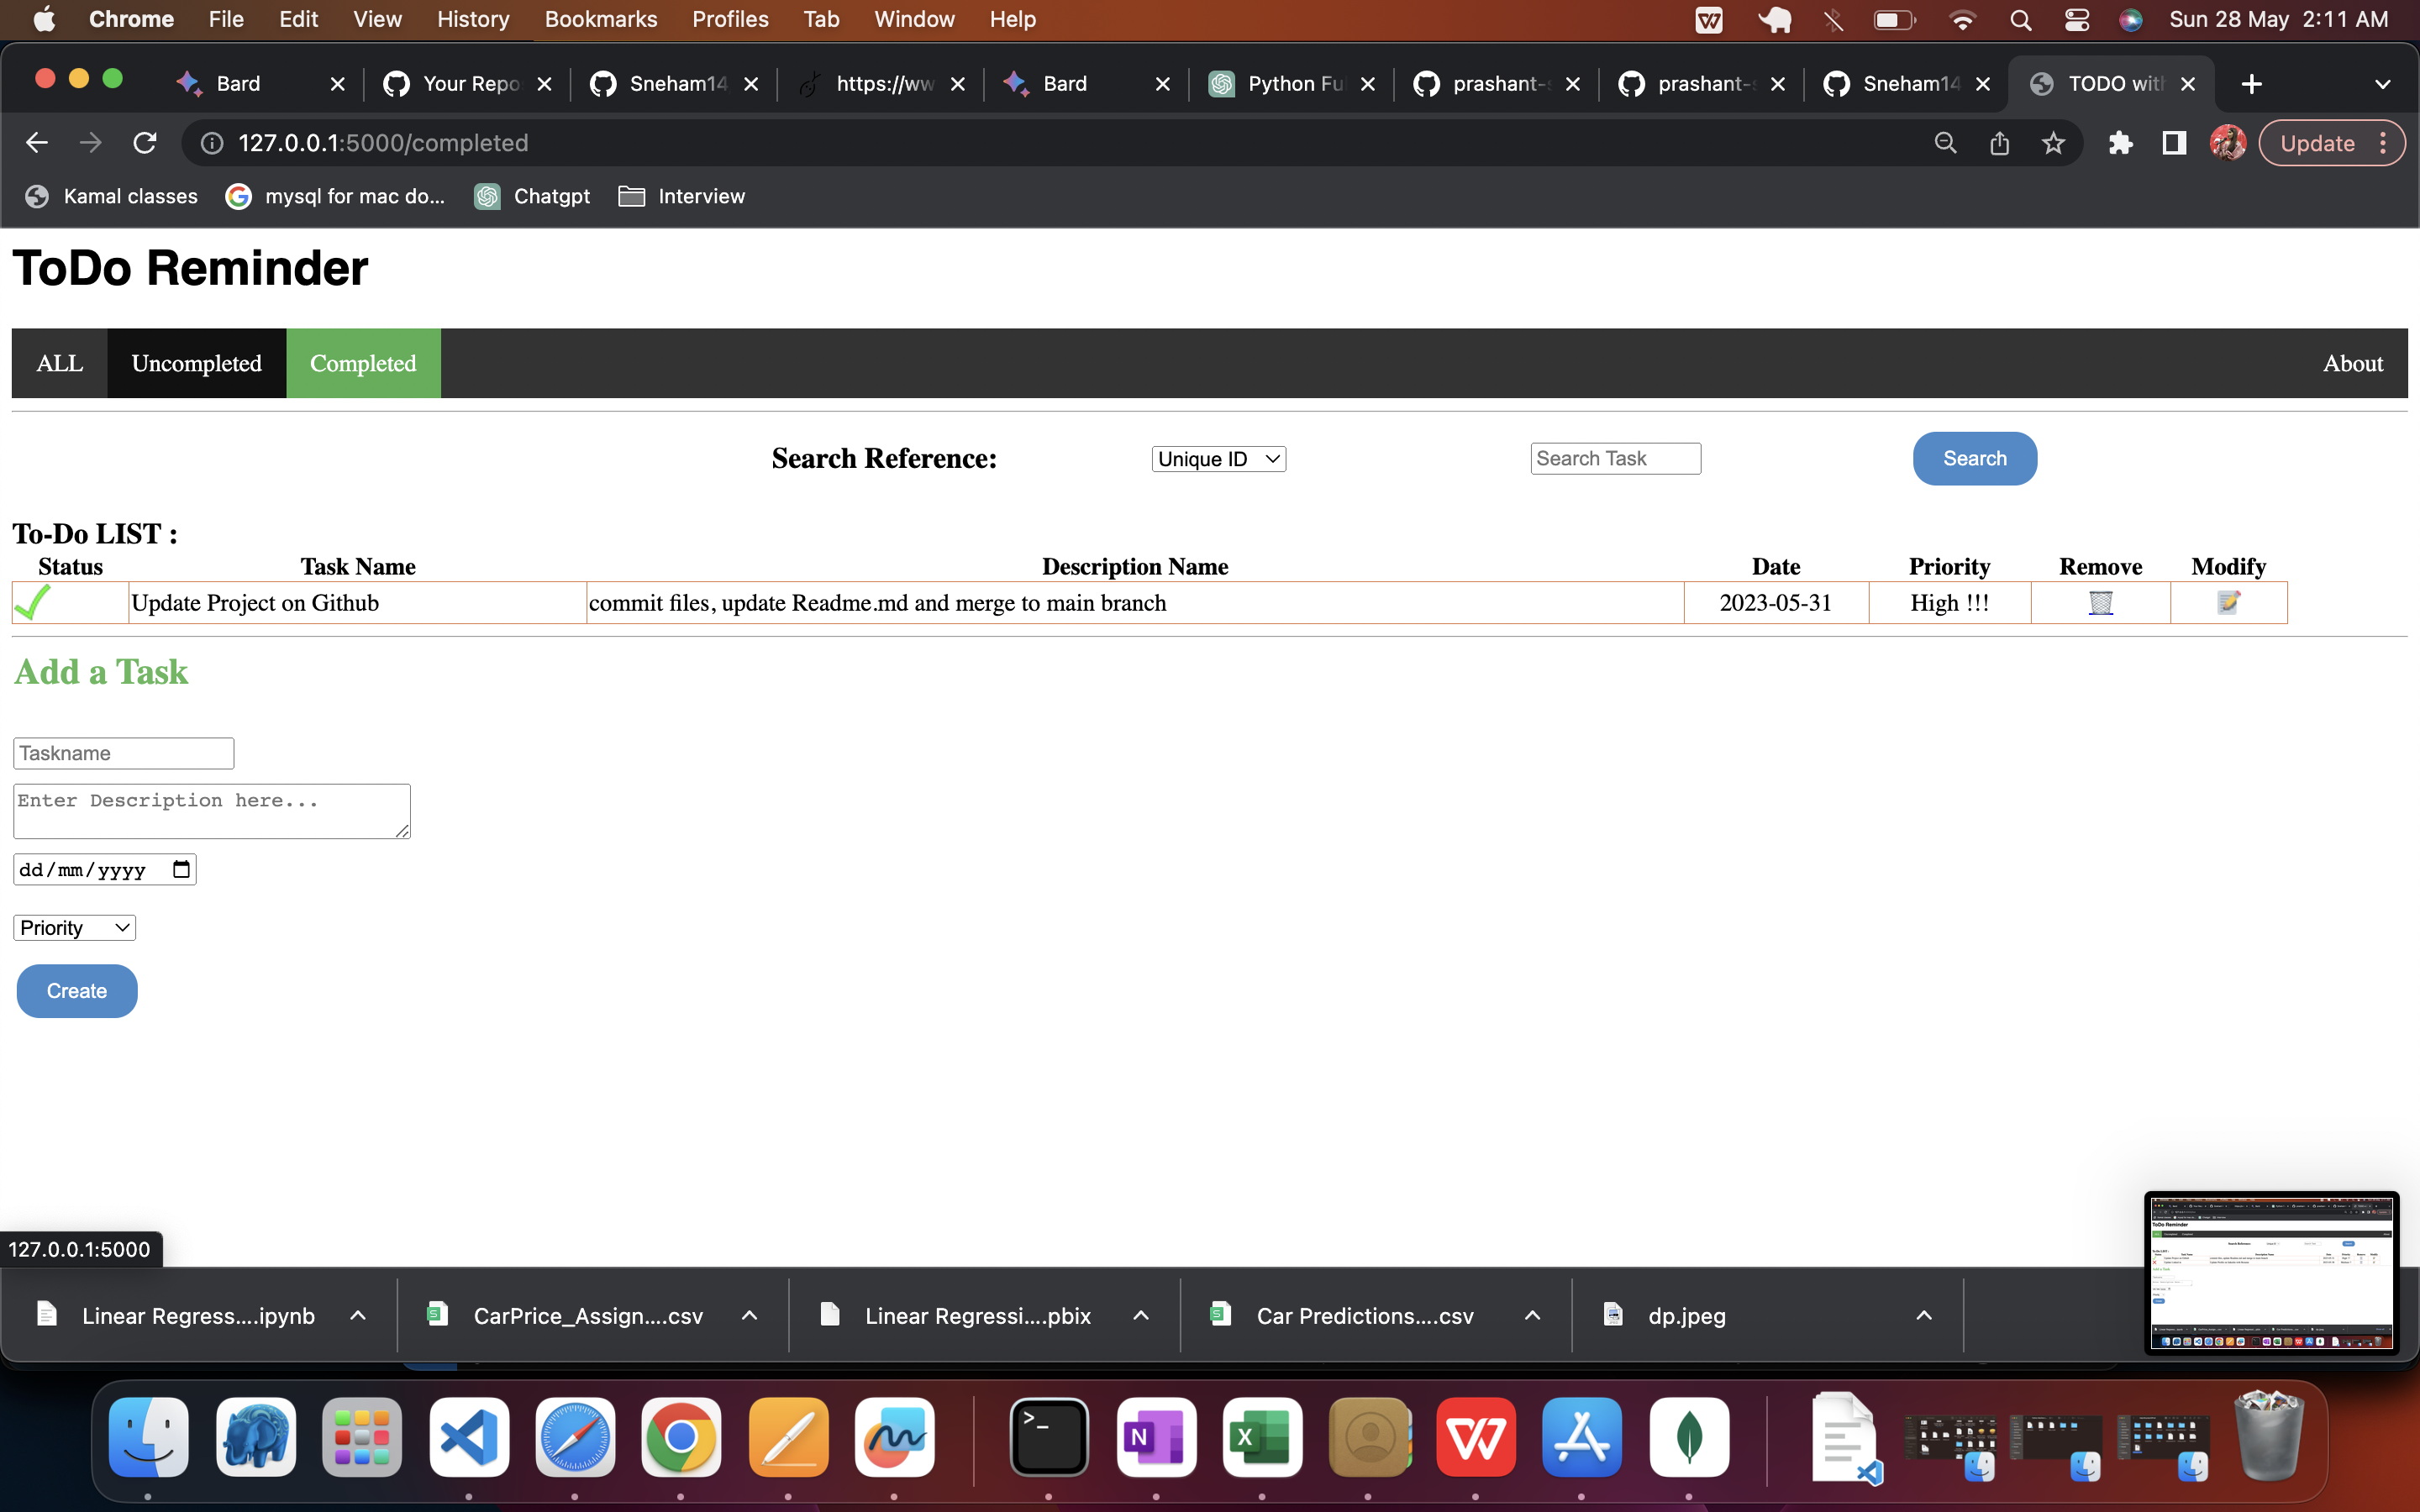 Chrome File Edit View History Bookmarks Profiles Tab Window Help Sun 28 May 2:11 AM
Bard Your Repo Sneham14 https://ww Bard Python Fu prashant-s prashant-s Sneham14 TODO with
127.0.0.1:5000/completed Update
Kamal classes mysql for mac do... Chatgpt Interview
ToDo Reminder
ALL Uncompleted Completed About
Search Reference: Unique ID Search Task Search
To-Do LIST :
Status Task Name Description Name Date Priority Remove Modify
Update Project on Github commit files, update Readme.md and merge to main branch 2023-05-31 High !!!
Add a Task
Taskname
Enter Description here...
dd/mm/yyyy
Priority
Create
127.0.0.1:5000
Linear Regress....ipynb CarPrice_Assign....csv Linear Regressi....pbix Car Predictions....csv dp.jpeg